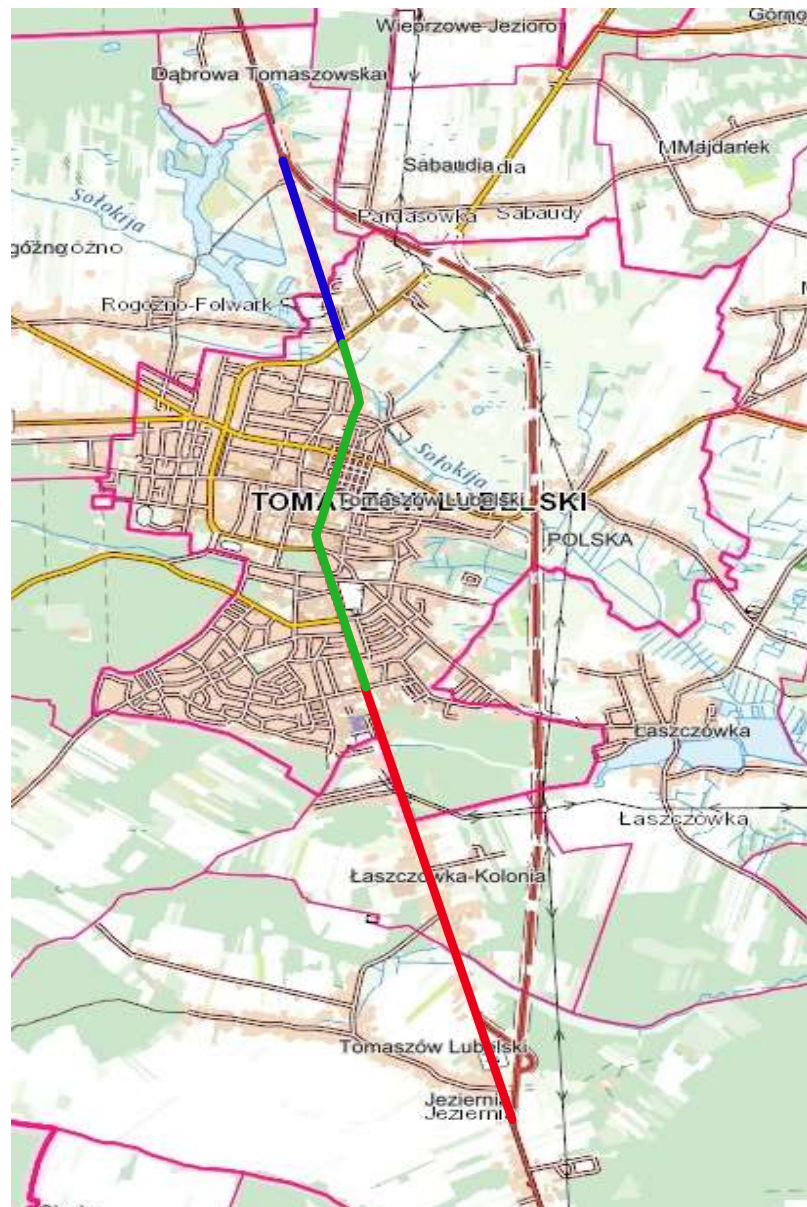 Wieprzowe-Jezioro
Górno
Dąbrowa Tomaszowska
MMajdanek
Sabaudia
Sołokija
Pardasówka
Sabaudy
Rogóźno-Folwark
Sołokija
TOMASZÓW LUBELSKI
Tomaszów Lubelski
POLSKA
Łaszczówka
Łaszczówka
Łaszczówka-Kolonia
Tomaszów Lubelski
Jeziernia
Jeziernia